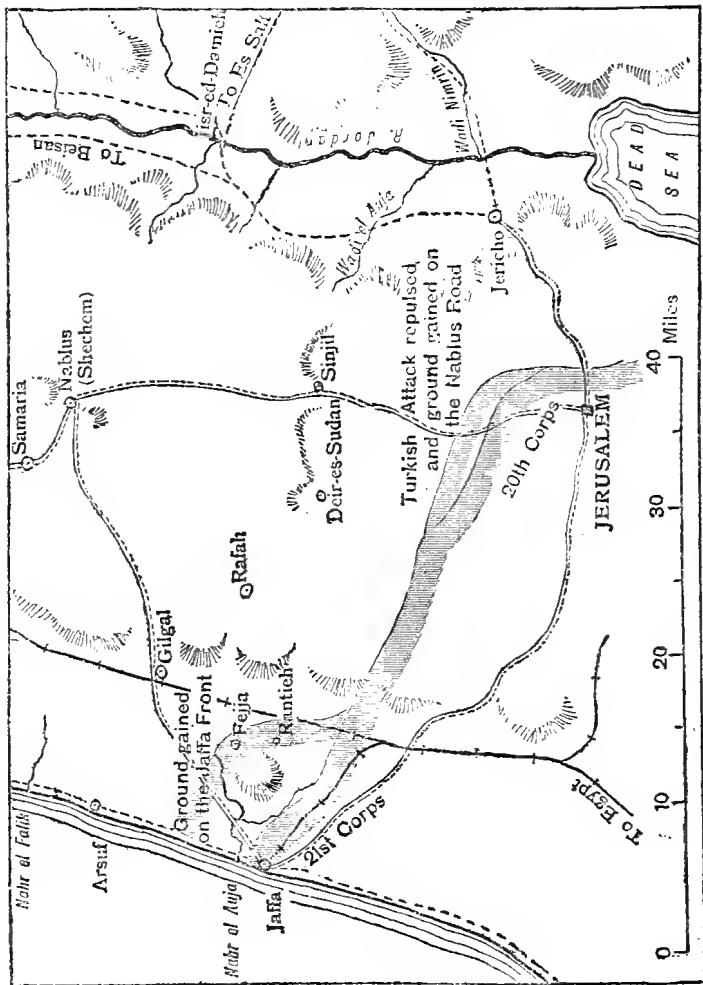 Nahr el Falik
Arsuf
Nahr el Auja
Jaffa
Samaria
Nablus
(Shechem)
Gilgal
Ground gained
on the Jaffa Front
Fejja
Rantieh
Rafah
Deir-es-Sudan
Sinjil
To Beisan
Jisr-ed-Damieh
To Es Salt
R. Jordan
Wadi el Auja
Wadi Nimrin
Jericho
DEAD
SEA
Turkish Attack repulsed
and ground gained on
the Nablus Road
20th Corps
21st Corps
JERUSALEM
To Egypt
0 10 20 30 40 Miles